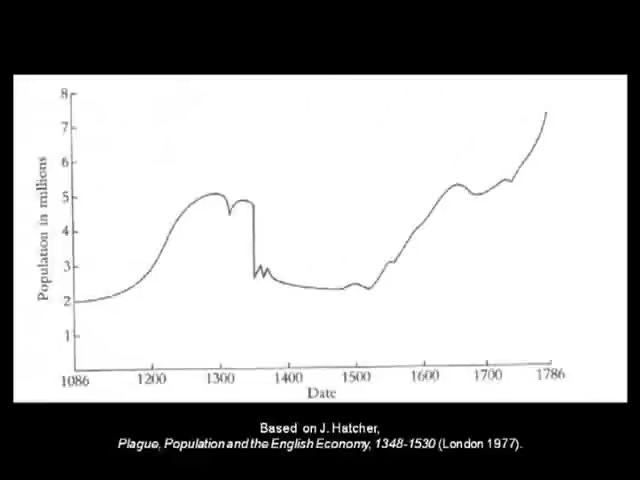 8
7
6
5
4
3
2
1
Population in millions
1086 1200 1300 1400 1500 1600 1700 1786
Date
Based on J. Hatcher,
Plague, Population and the English Economy, 1348-1530 (London 1977).